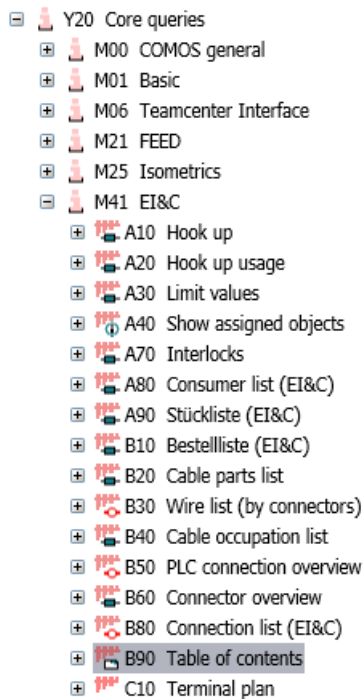 Y20 Core queries
M00 COMOS general
M01 Basic
M06 Teamcenter Interface
M21 FEED
M25 Isometrics
M41 EI&C
A10 Hook up
A20 Hook up usage
A30 Limit values
A40 Show assigned objects
A70 Interlocks
A80 Consumer list (EI&C)
A90 Stückliste (EI&C)
B10 Bestellliste (EI&C)
B20 Cable parts list
B30 Wire list (by connectors)
B40 Cable occupation list
B50 PLC connection overview
B60 Connector overview
B80 Connection list (EI&C)
B90 Table of contents
C10 Terminal plan